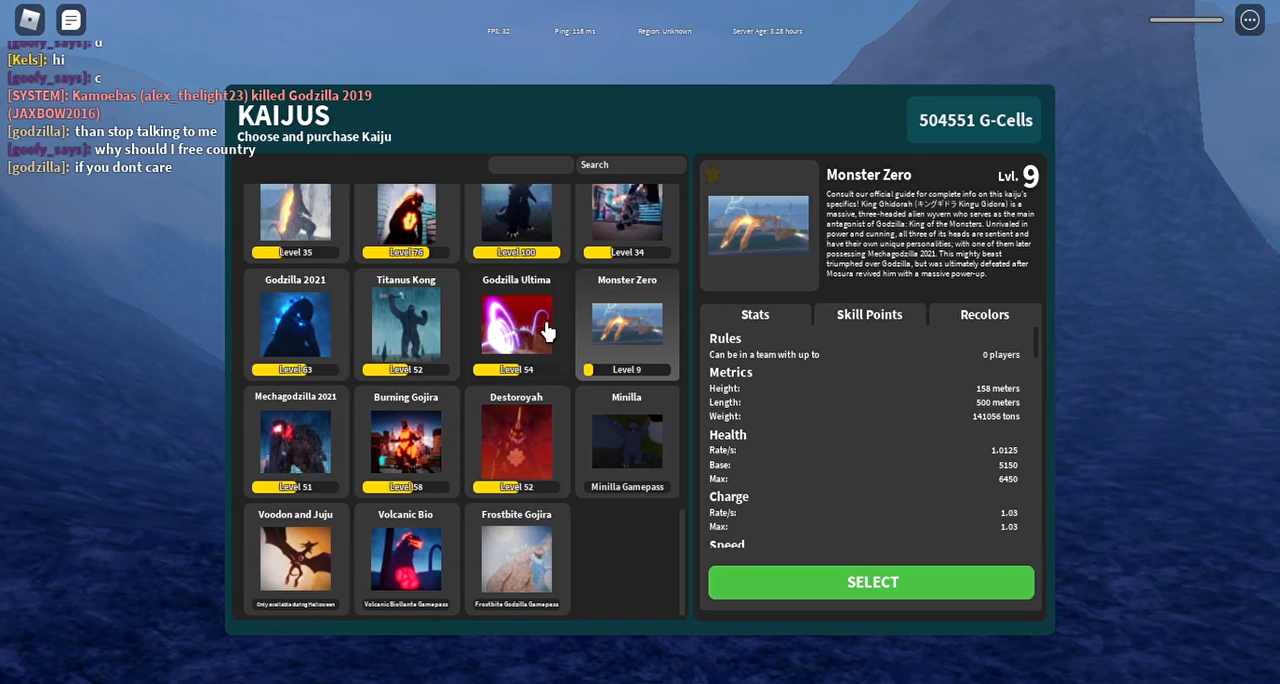 FPS: 32
Ping: 118 ms
Region: Unknown
Server Age: 3.28 hours
[goofy_says]: u
[Kels]: hi
[goofy_says]: c
[SYSTEM]: Kamoebas (alex_thelight23) killed Godzilla 2019
(JAXBOW2016)
[godzilla]: than stop talking to me
[goofy_says]: why should I free country
[godzilla]: if you dont care
KAIJUS
Choose and purchase Kaiju
504551 G-Cells
Search
Level 35
Level 76
Level 100
Level 34
Godzilla 2021
Titanus Kong
Godzilla Ultima
Monster Zero
Level 63
Level 52
Level 54
Level 9
Mechagodzilla 2021
Burning Gojira
Destoroyah
Minilla
Level 51
Level 58
Level 52
Minilla Gamepass
Voodon and Juju
Volcanic Bio
Frostbite Gojira
Only available during Halloween
Volcanic Biollante Gamepass
Frostbite Godzilla Gamepass
Monster Zero
Lvl. 9
Consult our official guide for complete info on this kaiju's
specifics! King Ghidorah (キングギドラ Kingu Gidora) is a
massive, three-headed alien wyvern who serves as the main
antagonist of Godzilla: King of the Monsters. Unrivaled in
power and cunning, all three of its heads are sentient and
have their own unique personalities; with one of them later
possessing Mechagodzilla 2021. This mighty beast
triumphed over Godzilla, but was ultimately defeated after
Mosura revived him with a massive power-up.
Stats
Skill Points
Recolors
Rules
Can be in a team with up to 0 players
Metrics
Height: 158 meters
Length: 500 meters
Weight: 141056 tons
Health
Rate/s: 1.0125
Base: 5150
Max: 6450
Charge
Rate/s: 1.03
Max: 1.03
Speed
SELECT